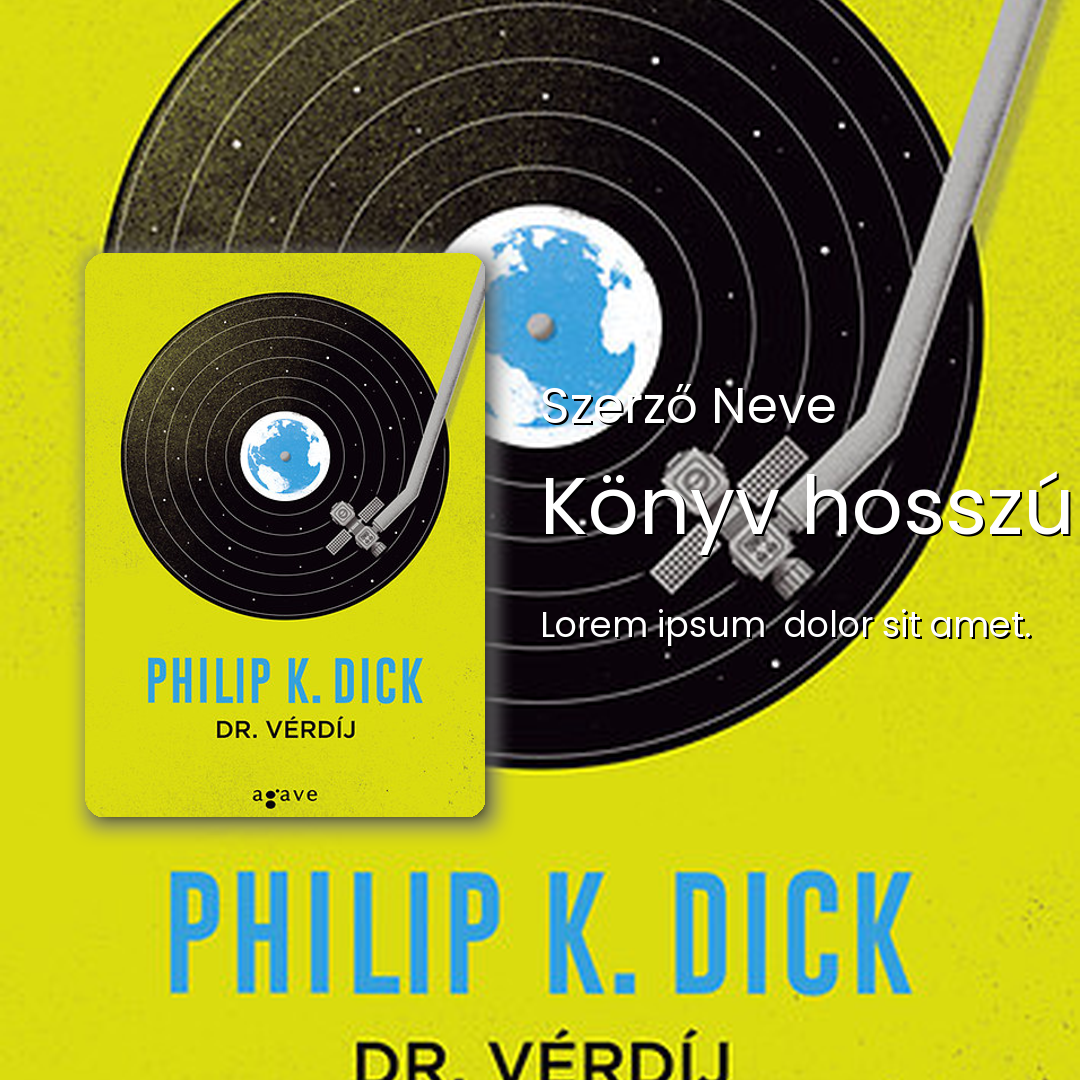 Szerző Neve
Könyv hosszú
Lorem ipsum  dolor sit amet.
PHILIP K. DICK
DR. VÉRDÍJ
agave
PHILIP K. DICK
DR. VÉRDÍJ